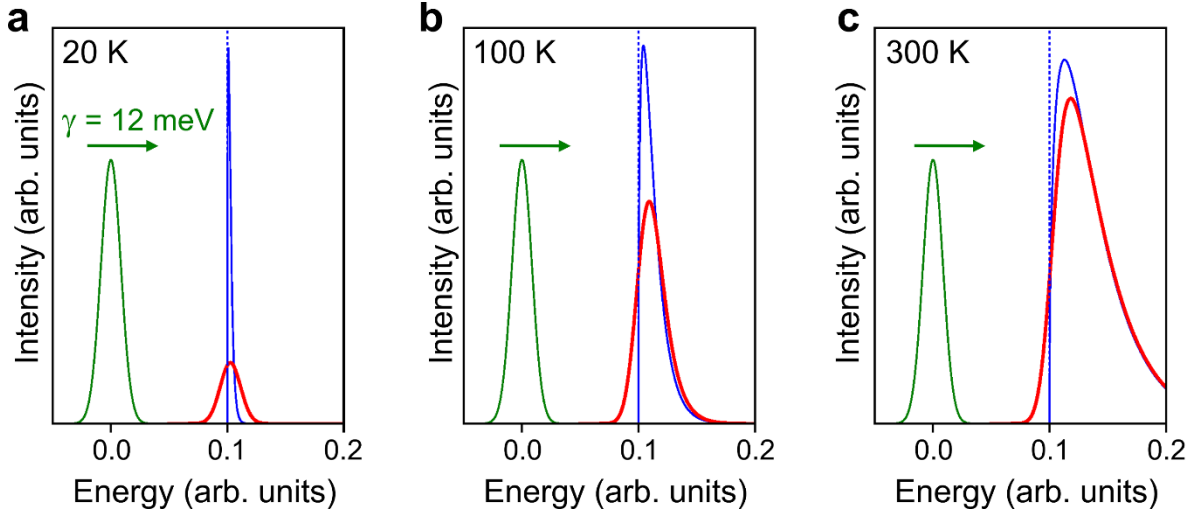 a
20 K
γ = 12 meV
Intensity (arb. units)
0.0 0.1 0.2
Energy (arb. units)
b
100 K
Intensity (arb. units)
0.0 0.1 0.2
Energy (arb. units)
c
300 K
Intensity (arb. units)
0.0 0.1 0.2
Energy (arb. units)